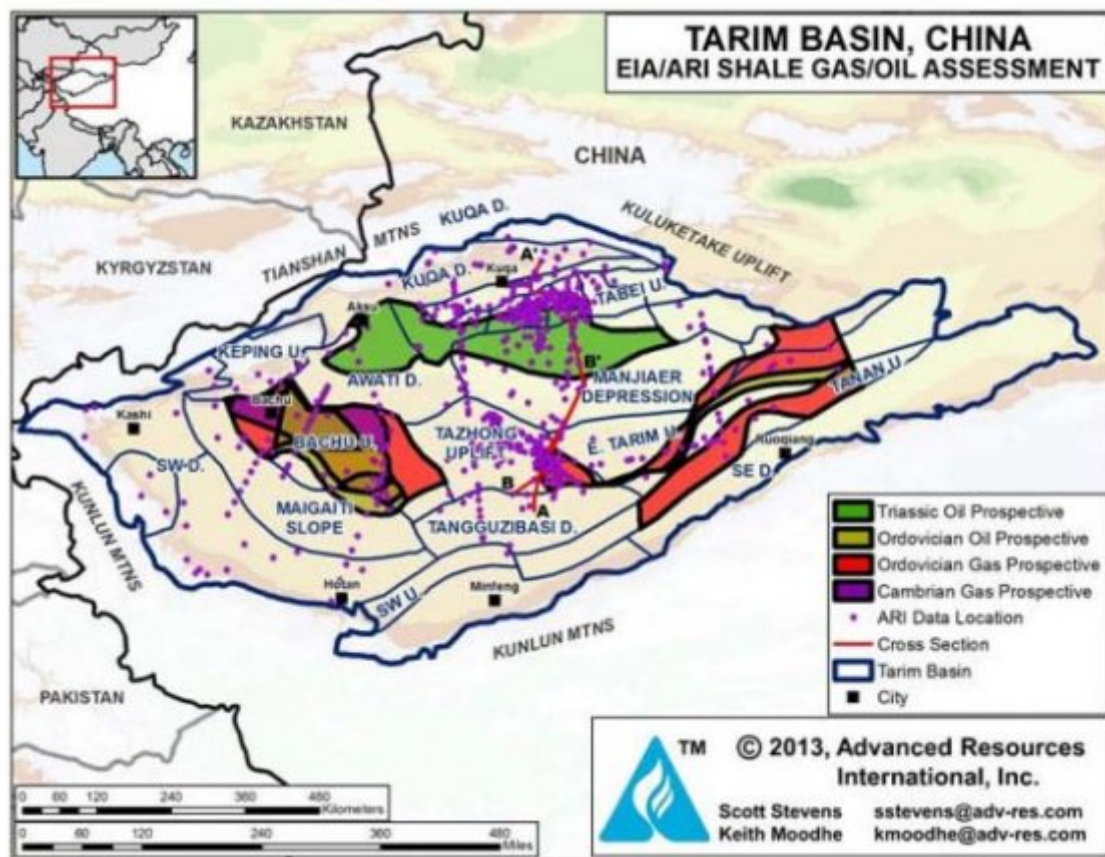 TARIM BASIN, CHINA
EIA/ARI SHALE GAS/OIL ASSESSMENT
KAZAKHSTAN
CHINA
KYRGYZSTAN
TIANSHAN MTNS
KUQA D.
KULUKETAKE UPLIFT
A'
KUQA D.
Kuqa
TABEI U.
Aksu
KEPING U.
AWATI D.
B'
MANJIAER
DEPRESSION
TANAN U.
Bachu
Kashi
BACHU U.
TAZHONG
UPLIFT
E. TARIM U.
Ruoqiang
SW D.
SE D.
B
A
MAIGAITI
SLOPE
TANGGUZIBASI D.
KUNLUN MTNS
Hotan
SW U.
Minfeng
KUNLUN MTNS
PAKISTAN
Triassic Oil Prospective
Ordovician Oil Prospective
Ordovician Gas Prospective
Cambrian Gas Prospective
ARI Data Location
Cross Section
Tarim Basin
City
0 60 120 240 360 480
Kilometers
0 60 120 240 360 480
Miles
TM
© 2013, Advanced Resources
International, Inc.
Scott Stevens sstevens@adv-res.com
Keith Moodhe kmoodhe@adv-res.com